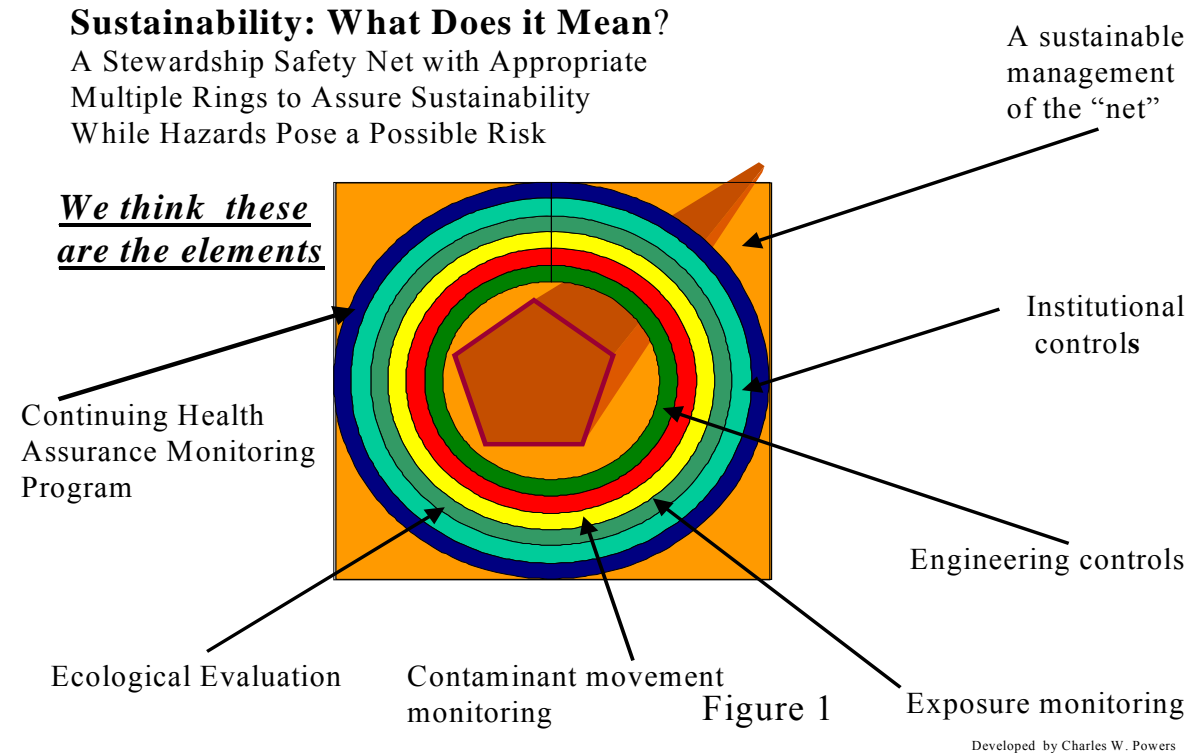 Sustainability: What Does it Mean?
A Stewardship Safety Net with Appropriate
Multiple Rings to Assure Sustainability
While Hazards Pose a Possible Risk
A sustainable
management
of the “net”
We think these
are the elements
Institutional
controls
Continuing Health
Assurance Monitoring
Program
Engineering controls
Ecological Evaluation
Contaminant movement
monitoring
Figure 1
Exposure monitoring
Developed by Charles W. Powers